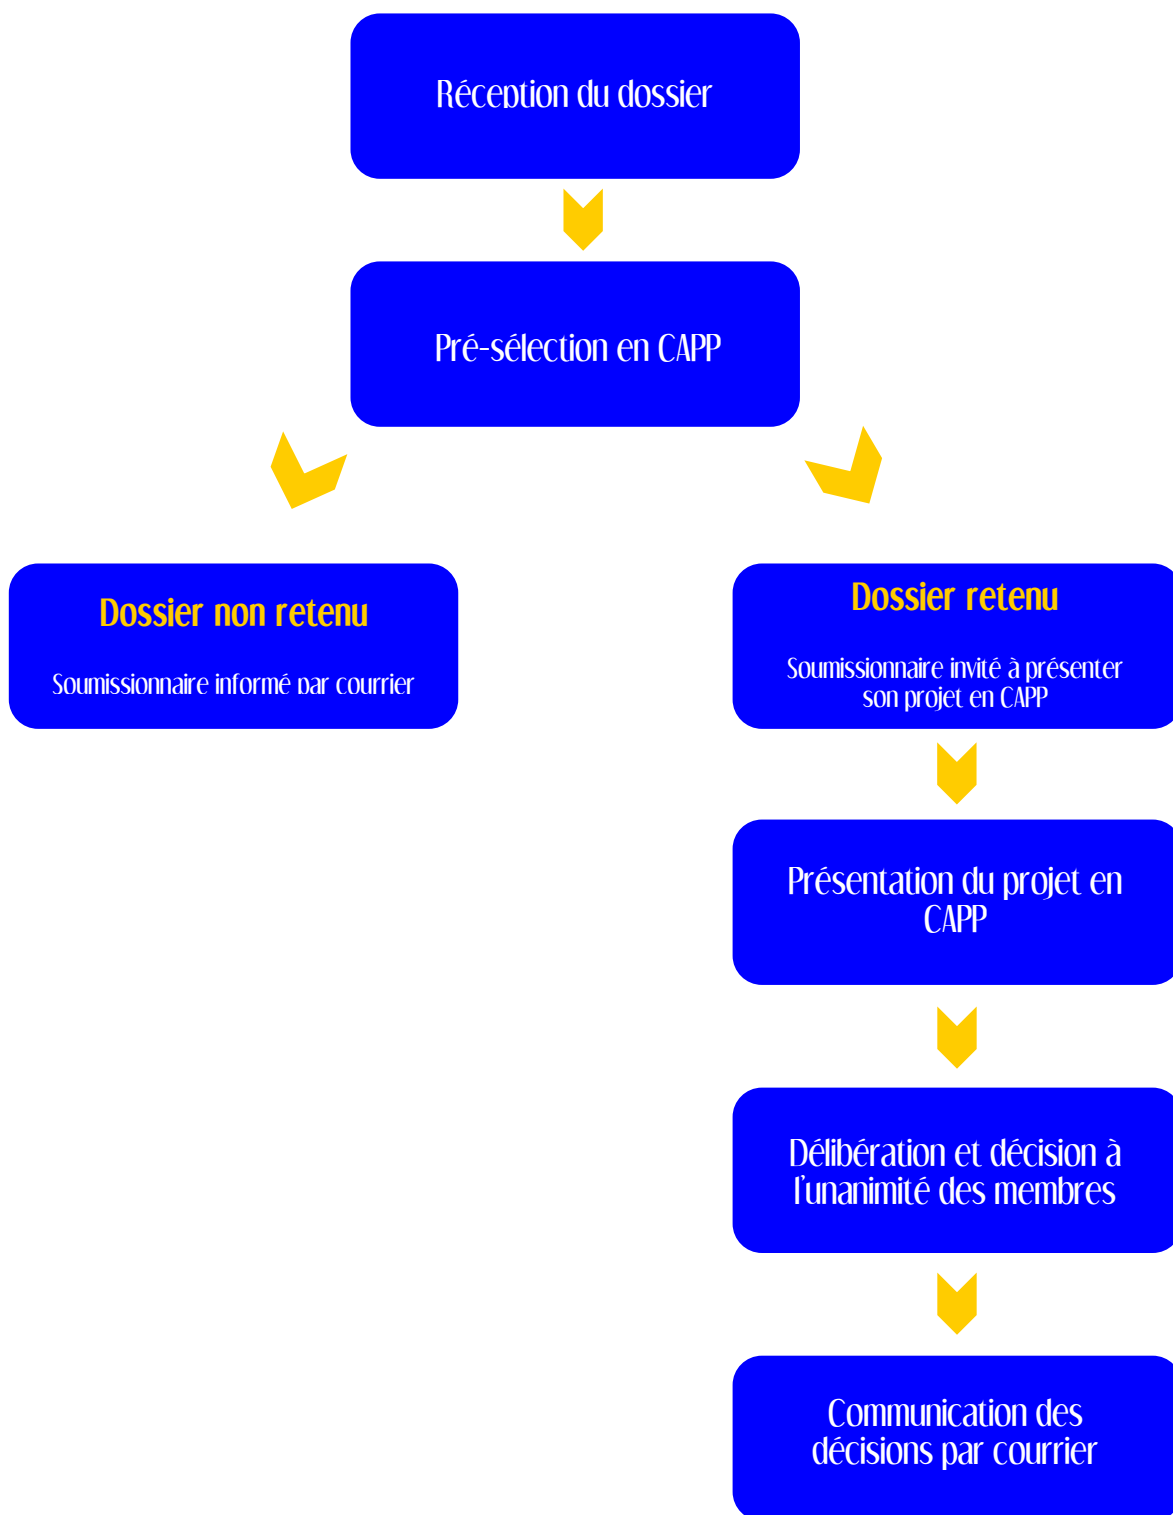 Réception du dossier
Pré-sélection en CAPP
Dossier non retenu
Soumissionnaire informé par courrier
Dossier retenu
Soumissionnaire invité à présenter
son projet en CAPP
Présentation du projet en
CAPP
Délibération et décision à
l'unanimité des membres
Communication des
décisions par courrier